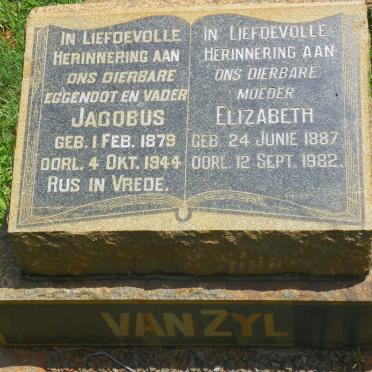 In Liefdevolle
Herinnering aan
ons dierbare
eggenoot en vader
Jacobus
geb. 1 Feb. 1879
oorl. 4 Okt. 1944
Rus in Vrede.
In Liefdevolle
Herinnering aan
ons dierbare
moeder
Elizabeth
geb. 24 Junie 1887
oorl. 12 Sept. 1982.
VAN ZYL